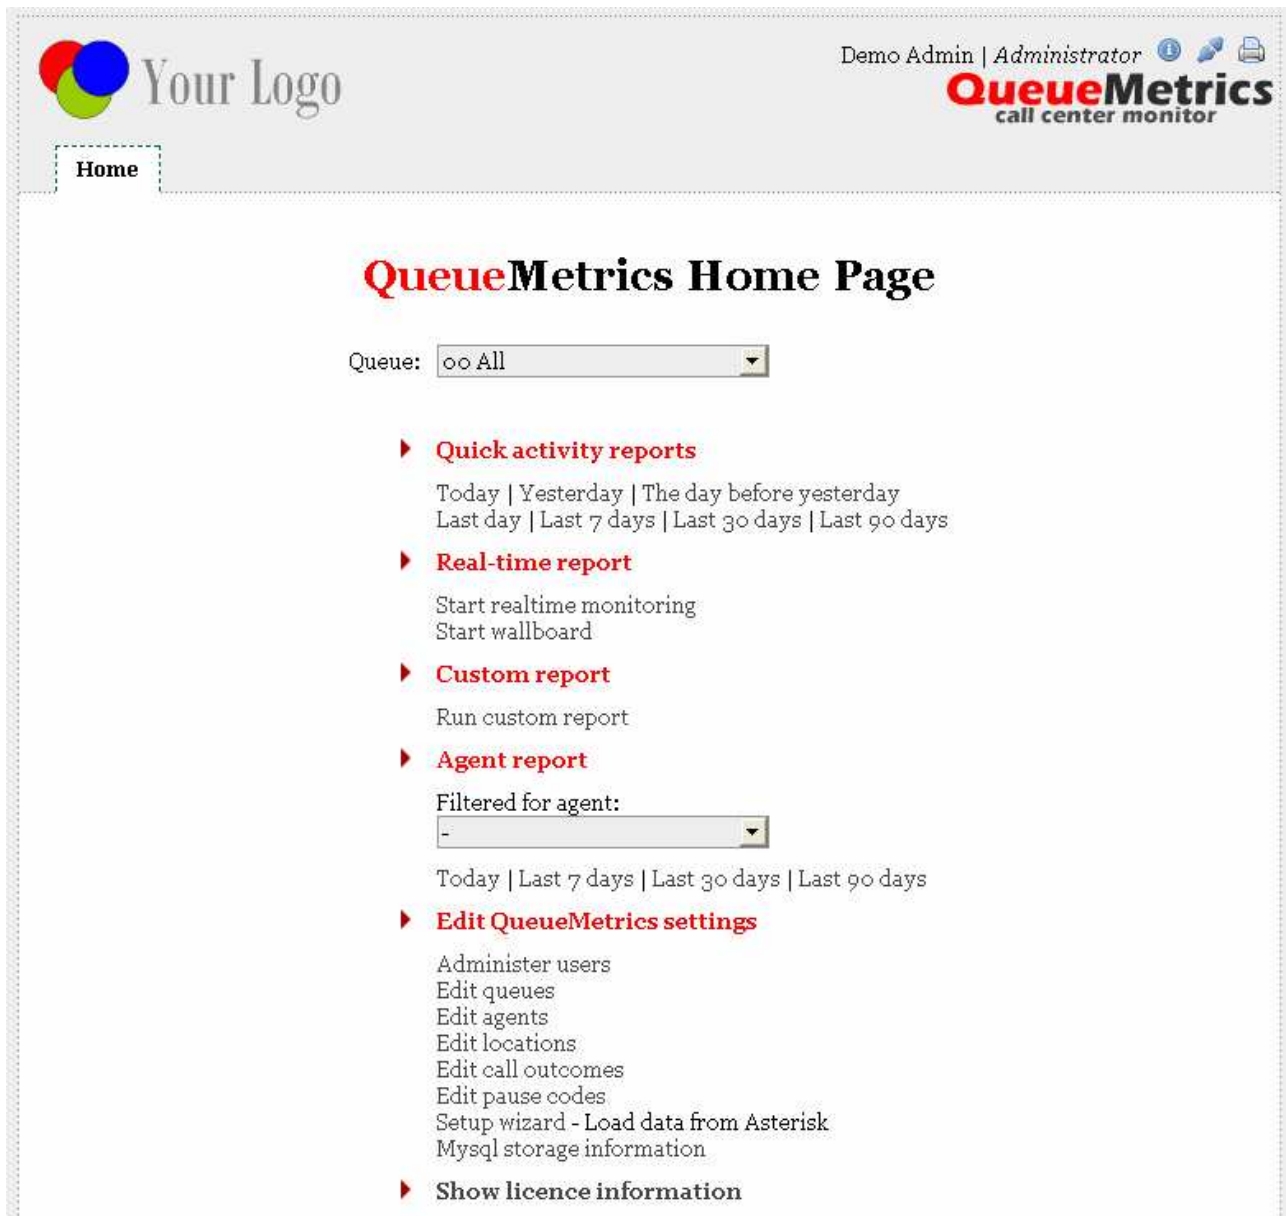 Your Logo
Demo Admin | Administrator
QueueMetrics
call center monitor
Home
QueueMetrics Home Page
Queue: 00 All
Quick activity reports
Today | Yesterday | The day before yesterday
Last day | Last 7 days | Last 30 days | Last 90 days
Real-time report
Start realtime monitoring
Start wallboard
Custom report
Run custom report
Agent report
Filtered for agent:
-
Today | Last 7 days | Last 30 days | Last 90 days
Edit QueueMetrics settings
Administer users
Edit queues
Edit agents
Edit locations
Edit call outcomes
Edit pause codes
Setup wizard - Load data from Asterisk
Mysql storage information
Show licence information